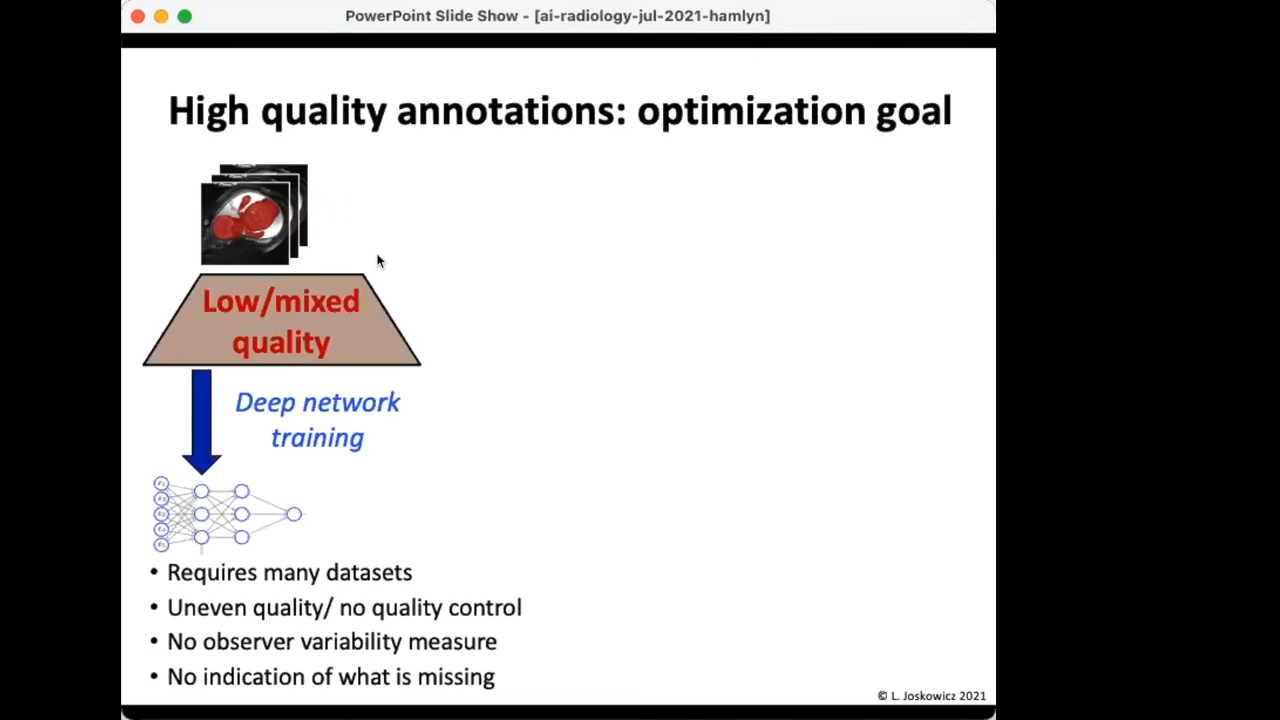 PowerPoint Slide Show - [ai-radiology-jul-2021-hamlyn]
High quality annotations: optimization goal
Low/mixed
quality
Deep network
training
• Requires many datasets
• Uneven quality/ no quality control
• No observer variability measure
• No indication of what is missing
© L. Joskowicz 2021